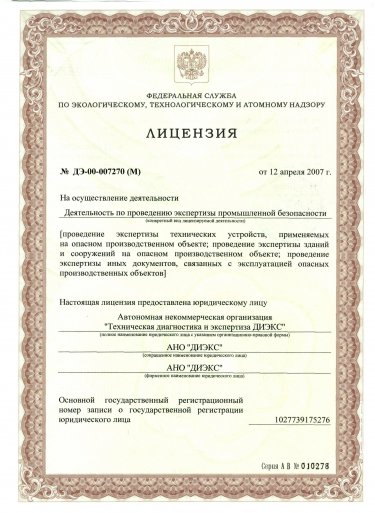 ФЕДЕРАЛЬНАЯ СЛУЖБА
ПО ЭКОЛОГИЧЕСКОМУ, ТЕХНОЛОГИЧЕСКОМУ И АТОМНОМУ НАДЗОРУ
ЛИЦЕНЗИЯ
№ ДЭ-00-007270 (М) от 12 апреля 2007 г.
На осуществление деятельности
Деятельность по проведению экспертизы промышленной безопасности
(конкретный вид лицензируемой деятельности)
[проведение экспертизы технических устройств, применяемых
на опасном производственном объекте; проведение экспертизы зданий
и сооружений на опасном производственном объекте; проведение
экспертизы иных документов, связанных с эксплуатацией опасных
производственных объектов]
Настоящая лицензия предоставлена юридическому лицу
Автономная некоммерческая организация
"Техническая диагностика и экспертиза ДИЭКС"
(полное наименование юридического лица с указанием организационно-правовой формы)
АНО "ДИЭКС"
(сокращенное наименование юридического лица)
АНО "ДИЭКС"
(фирменное наименование юридического лица)
Основной государственный регистрационный
номер записи о государственной регистрации
юридического лица 1027739175276
Серия А В № 010278